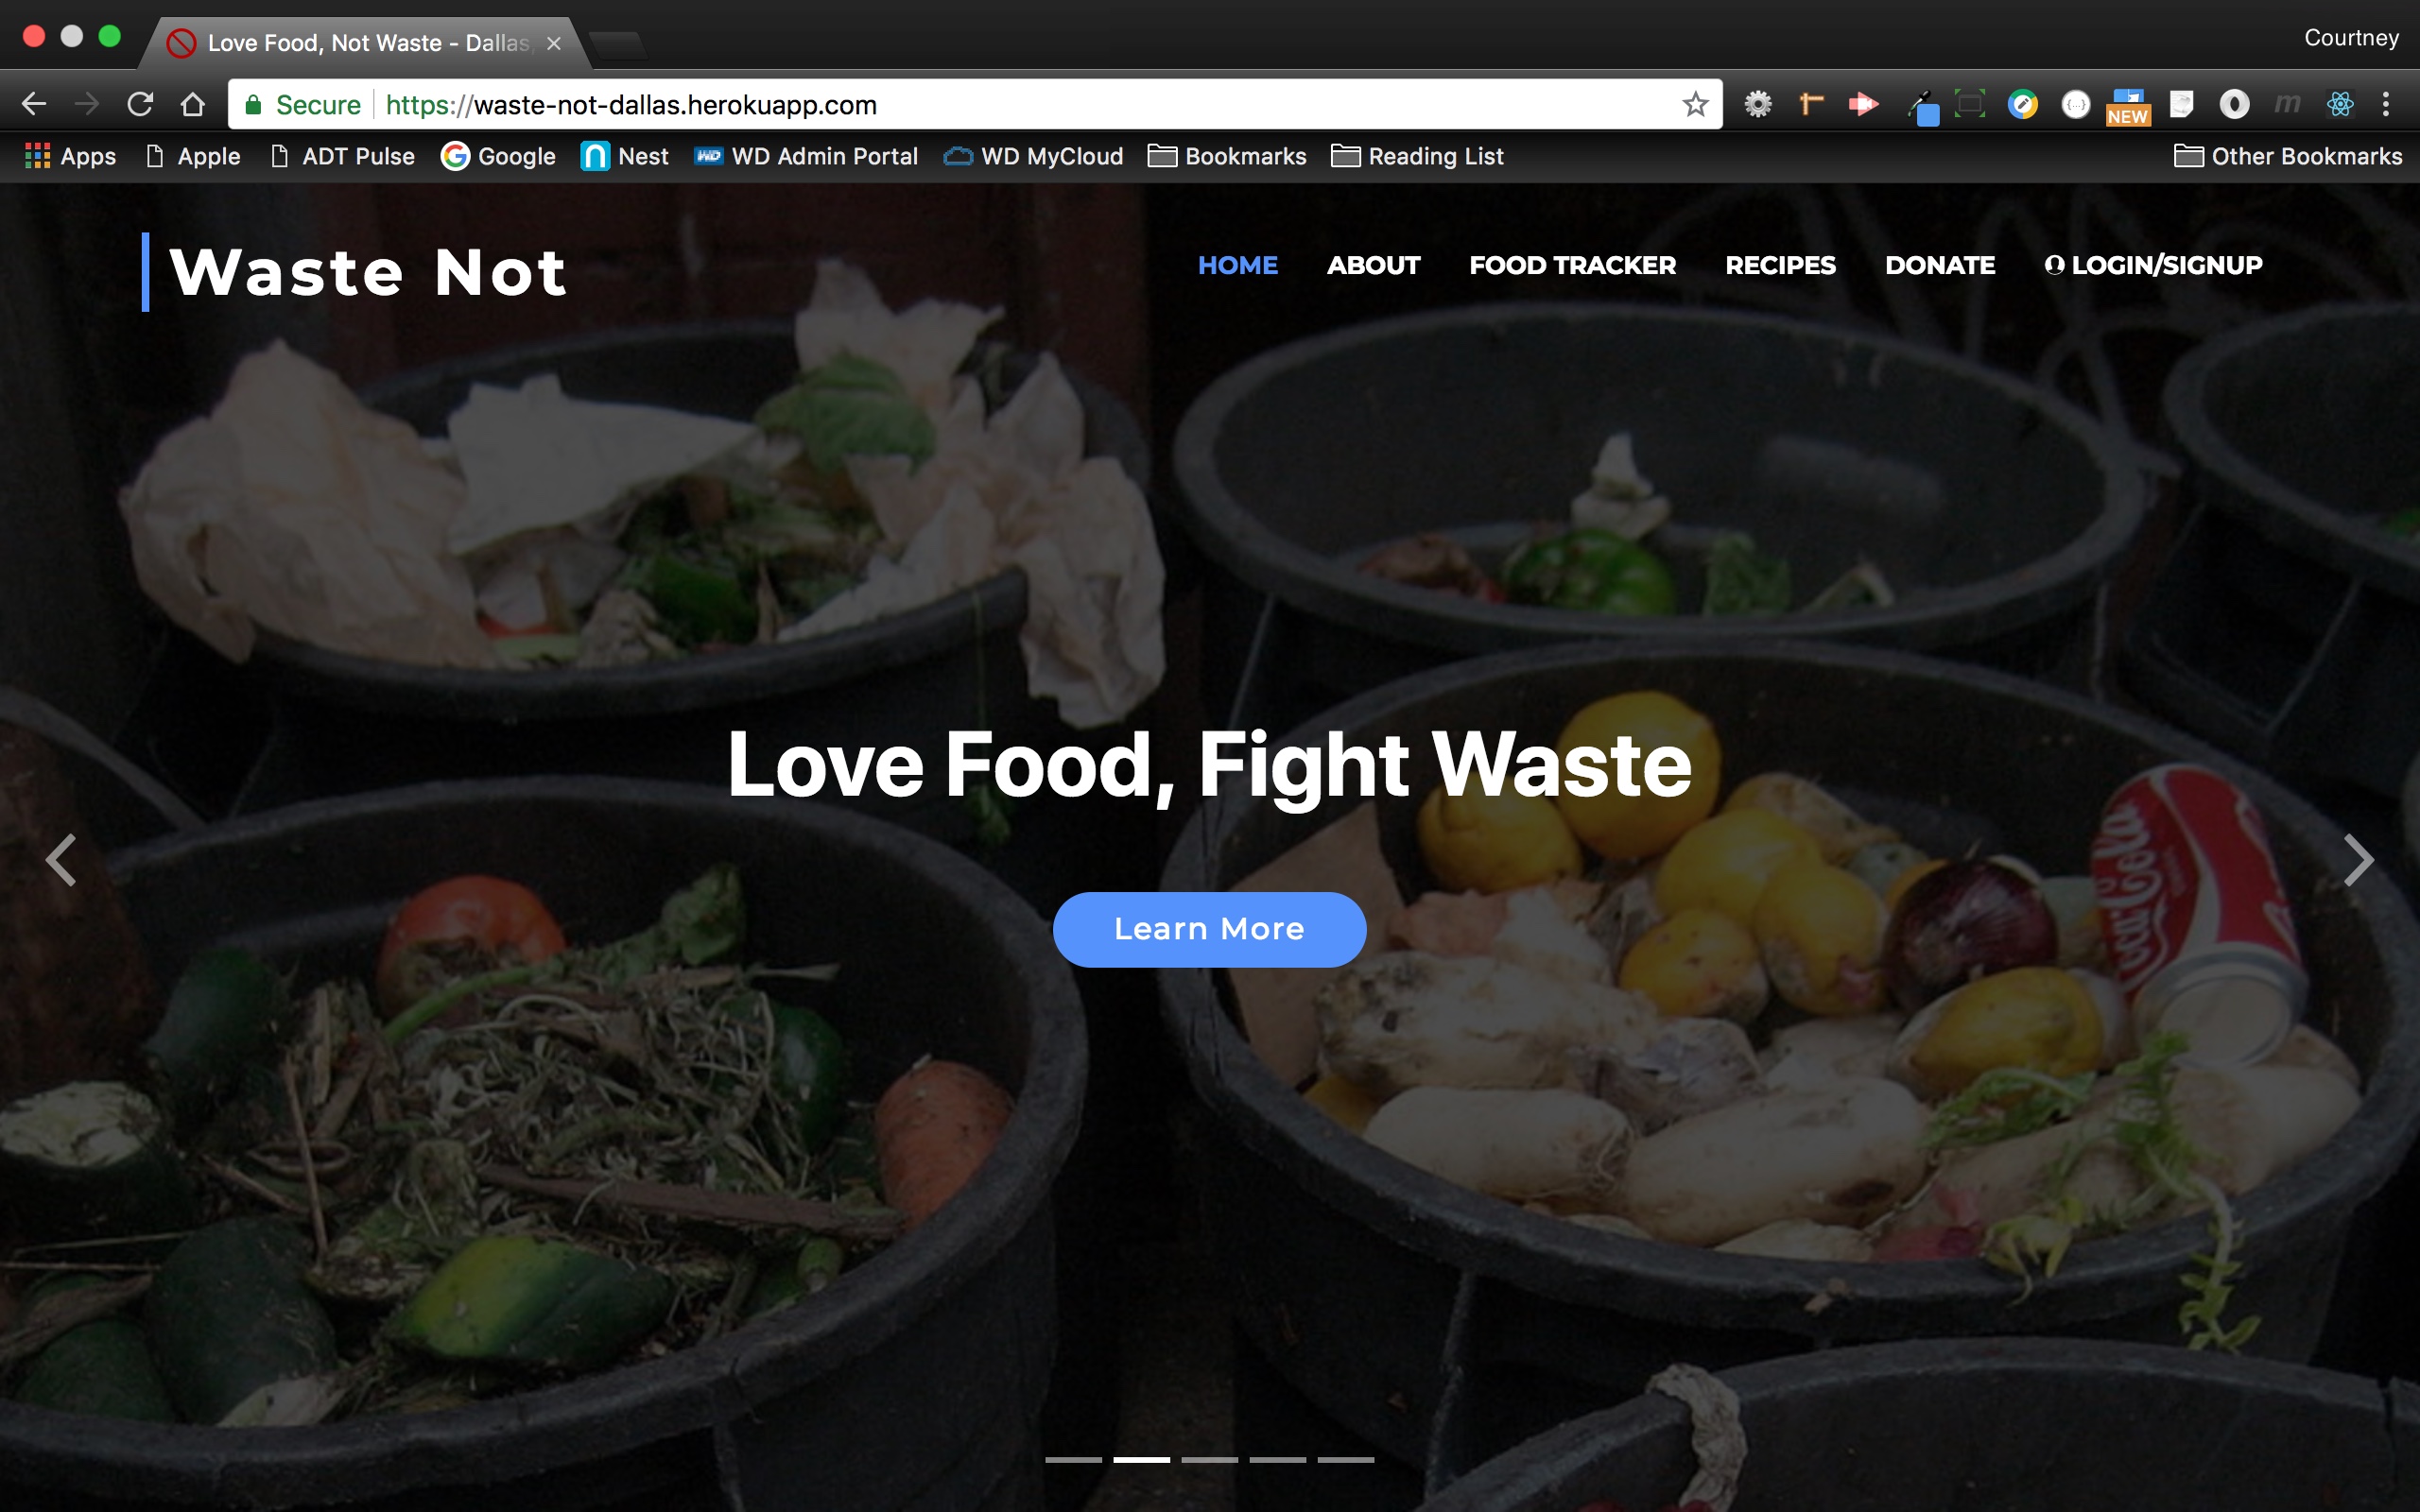 Love Food, Not Waste - Dallas,
Courtney
Secure https://waste-not-dallas.herokuapp.com
NEW
Apps Apple ADT Pulse Google Nest WD Admin Portal WD MyCloud Bookmarks Reading List Other Bookmarks
Waste Not
HOME ABOUT FOOD TRACKER RECIPES DONATE LOGIN/SIGNUP
Love Food, Fight Waste
Learn More
Coca-Cola